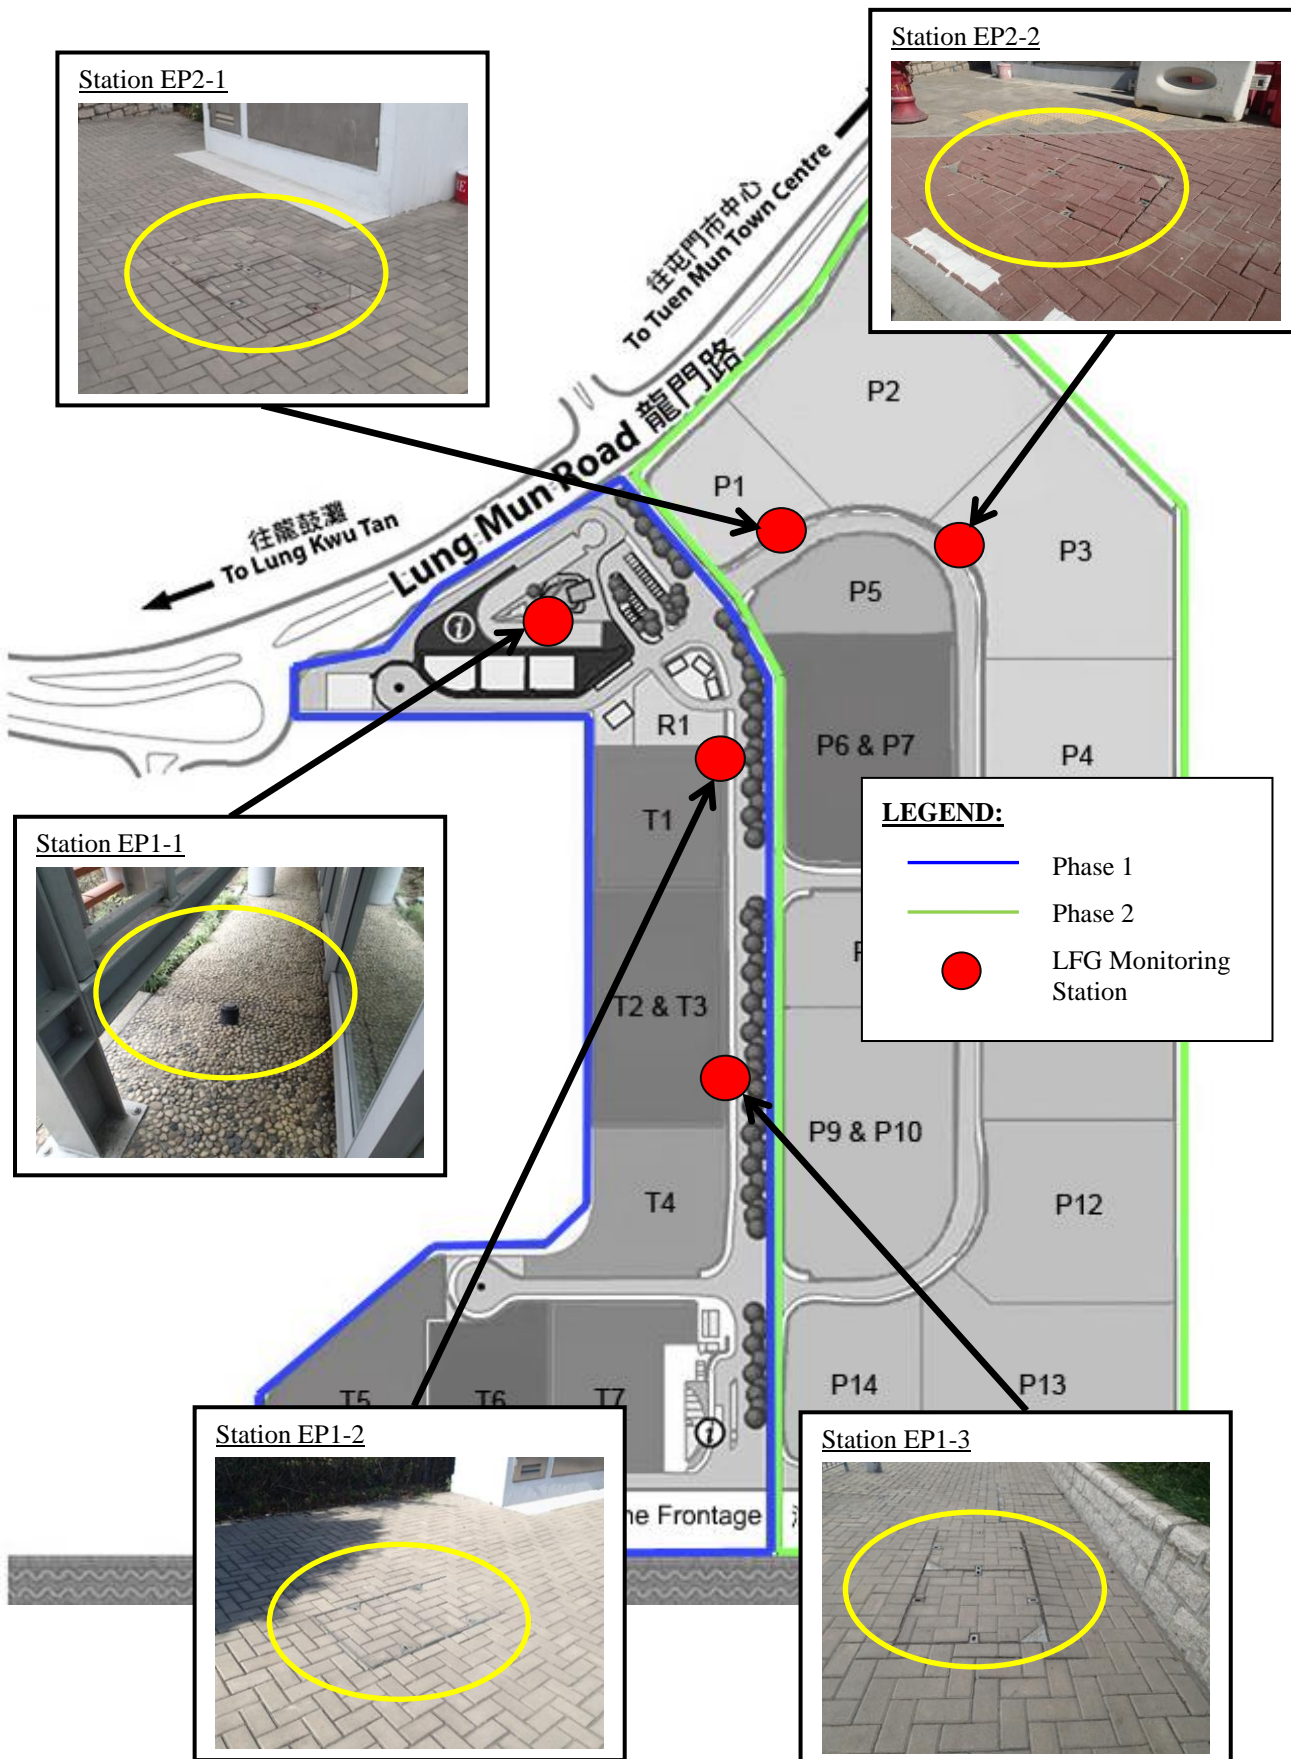 Station EP2-1
Station EP2-2
往屯門市中心
To Tuen Mun Town Centre
Lung Mun Road 龍門路
往龍鼓灘
To Lung Kwu Tan
P2
P1
P3
P5
R1
P6 & P7
P4
T1
Station EP1-1
LEGEND:
Phase 1
Phase 2
LFG Monitoring
Station
T2 & T3
P9 & P10
T4
P12
T5
T6
T7
P14
P13
Station EP1-2
Station EP1-3
Frontage